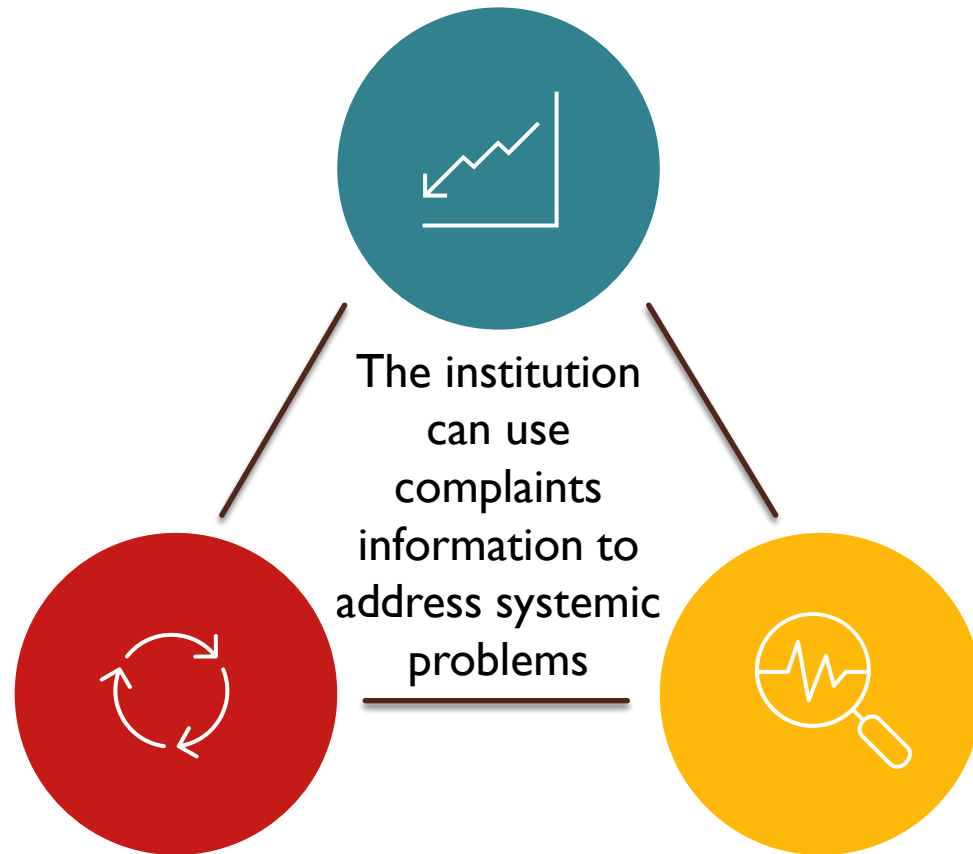 The institution
can use
complaints
information to
address systemic
problems